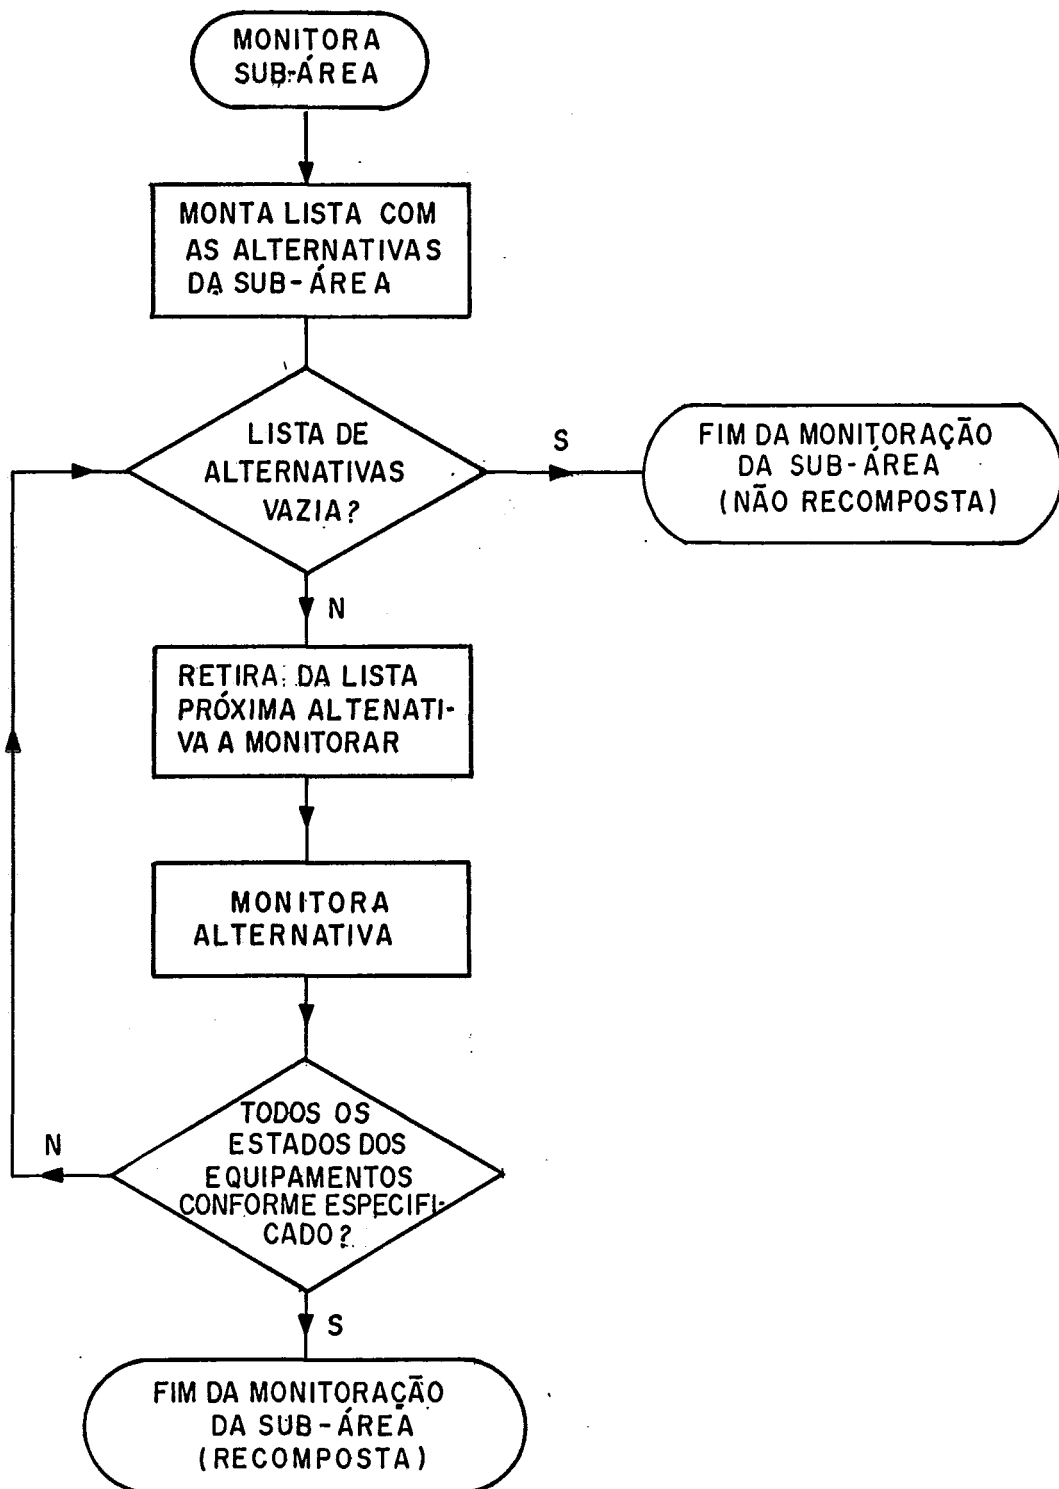 MONITORA
SUB-ÁREA
MONTA LISTA COM
AS ALTERNATIVAS
DA SUB-ÁREA
LISTA DE
ALTERNATIVAS
VAZIA?
S
FIM DA MONITORAÇÃO
DA SUB-ÁREA
(NÃO RECOMPOSTA)
N
RETIRA DA LISTA
PRÓXIMA ALTENATI-
VA A MONITORAR
MONITORA
ALTERNATIVA
TODOS OS
ESTADOS DOS
EQUIPAMENTOS
CONFORME ESPECIFI-
CADO?
N
S
FIM DA MONITORAÇÃO
DA SUB-ÁREA
(RECOMPOSTA)